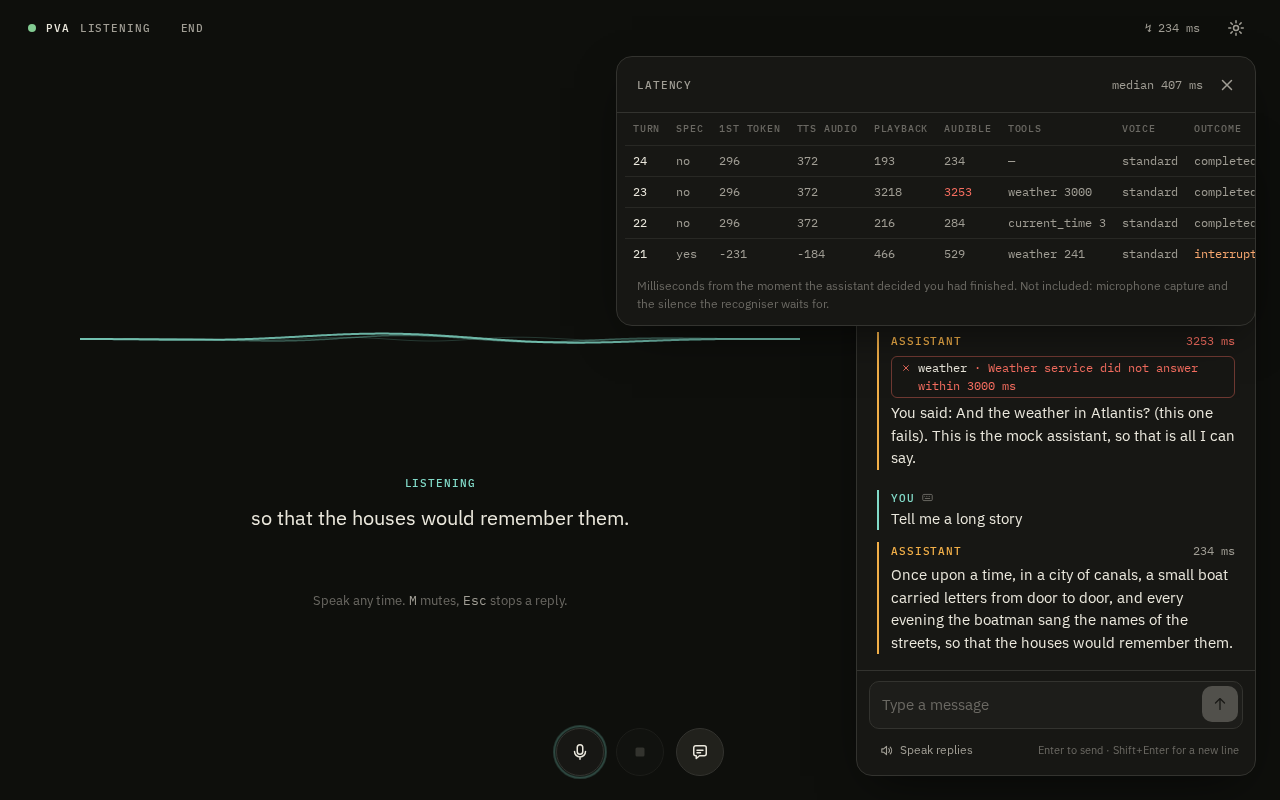 PVA LISTENING END
↯ 234 ms
LATENCY
median 407 ms
TURN SPEC 1ST TOKEN TTS AUDIO PLAYBACK AUDIBLE TOOLS VOICE OUTCOME
24 no 296 372 193 234 — standard completed
23 no 296 372 3218 3253 weather 3000 standard completed
22 no 296 372 216 284 current_time 3 standard completed
21 yes -231 -184 466 529 weather 241 standard interrupt
Milliseconds from the moment the assistant decided you had finished. Not included: microphone capture and
the silence the recogniser waits for.
ASSISTANT 3253 ms
× weather · Weather service did not answer
within 3000 ms
You said: And the weather in Atlantis? (this one
fails). This is the mock assistant, so that is all I can
say.
YOU
Tell me a long story
ASSISTANT 234 ms
Once upon a time, in a city of canals, a small boat
carried letters from door to door, and every
evening the boatman sang the names of the
streets, so that the houses would remember them.
LISTENING
so that the houses would remember them.
Speak any time. M mutes, Esc stops a reply.
Type a message
Speak replies
Enter to send · Shift+Enter for a new line